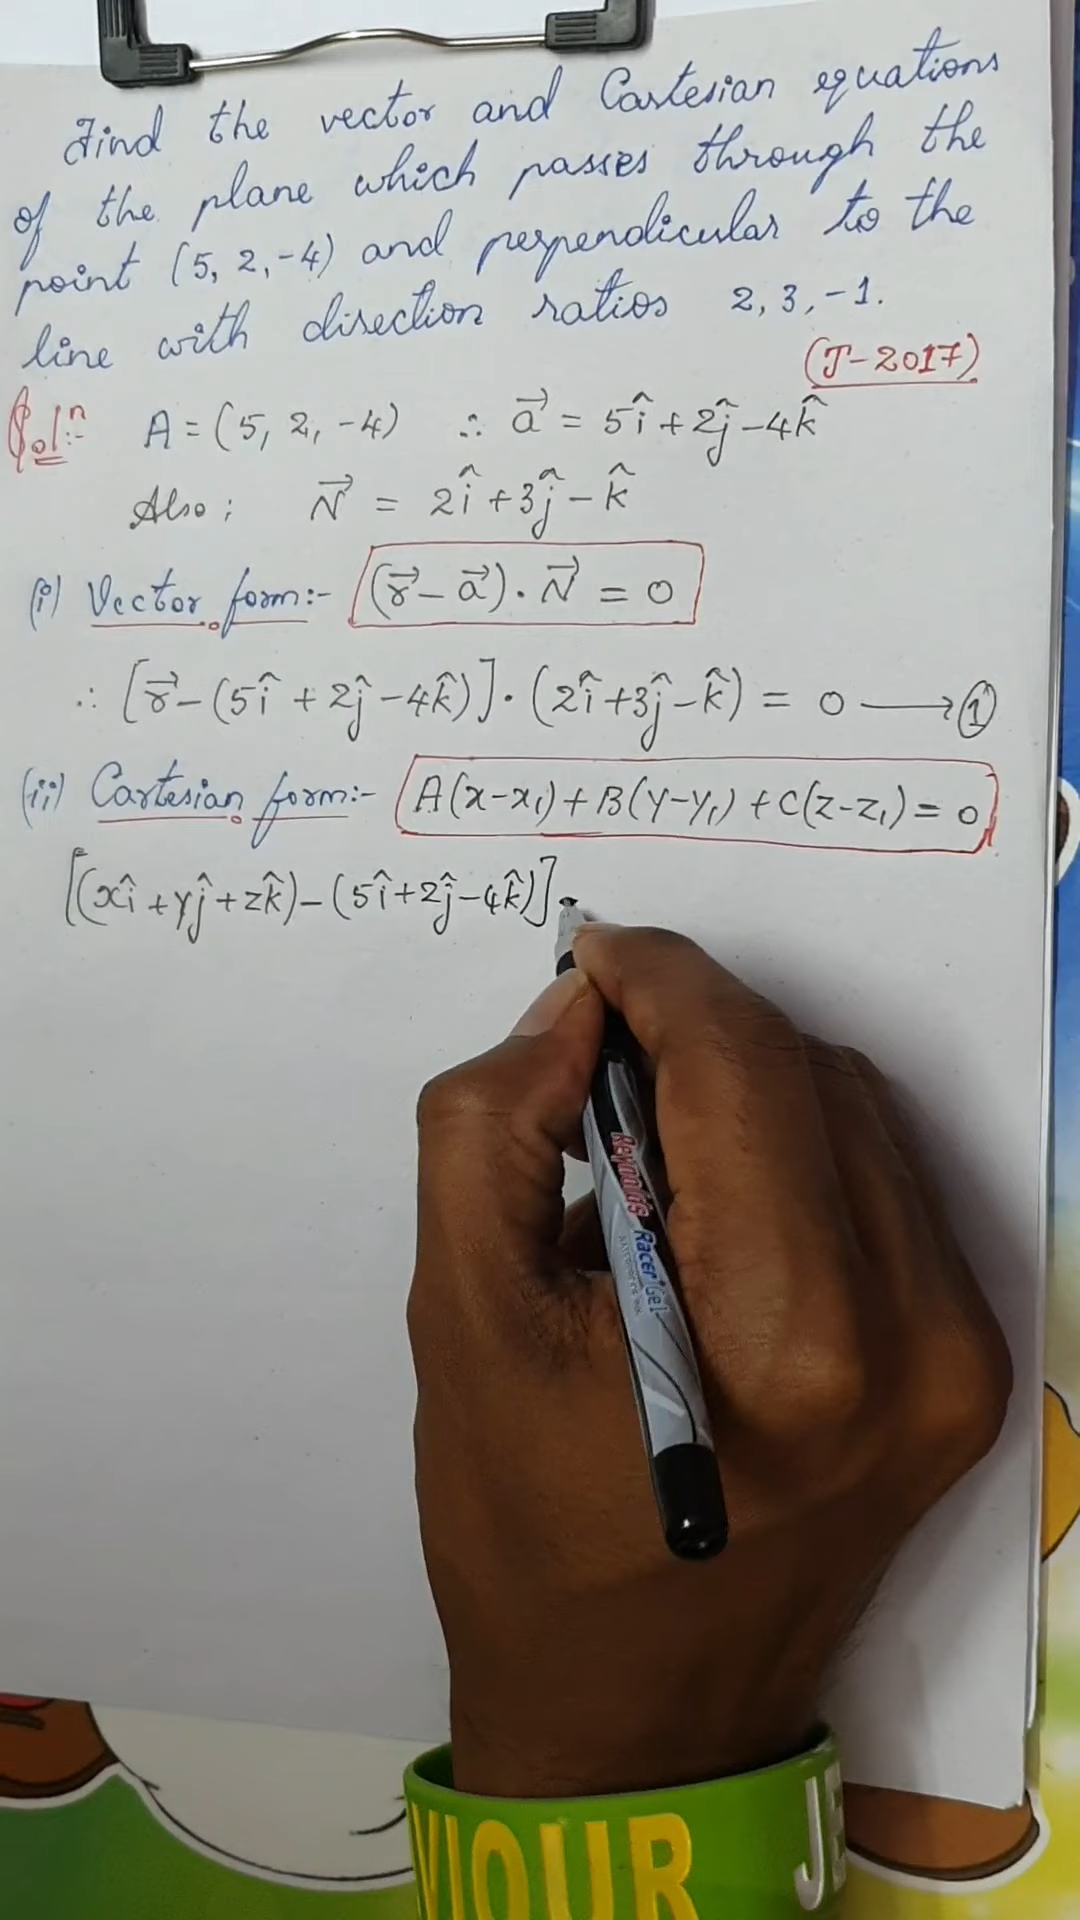 Find the vector and Cartesian equations
of the plane which passes through the
point (5, 2, -4) and perpendicular to the
line with direction ratios 2, 3, -1.
(J-2017)
Solⁿ:- A = (5, 2, -4) ∴ a⃗ = 5î + 2ĵ - 4k̂
Also; N⃗ = 2î + 3ĵ - k̂
(i) Vector form:- (r⃗ - a⃗) · N⃗ = 0
∴ [r⃗ - (5î + 2ĵ - 4k̂)] · (2î + 3ĵ - k̂) = 0 ⟶ ①
(ii) Cartesian form:- A(x-x₁) + B(y-y₁) + C(z-z₁) = 0
[(xî + yĵ + zk̂) - (5î + 2ĵ - 4k̂)] ·
Reynolds Racer Gel
VIOUR JE